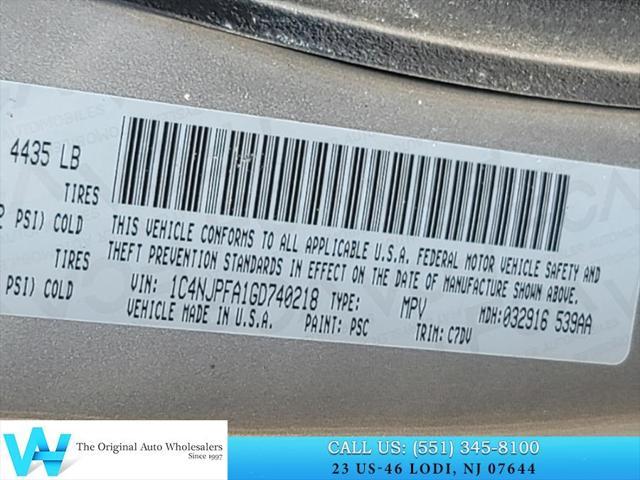 4435 LB
TIRES
PSI) COLD
TIRES
PSI) COLD
THIS VEHICLE CONFORMS TO ALL APPLICABLE U.S.A. FEDERAL MOTOR VEHICLE SAFETY AND
THEFT PREVENTION STANDARDS IN EFFECT ON THE DATE OF MANUFACTURE SHOWN ABOVE.
VIN: 1C4NJPFA1GD740218 TYPE: MPV MDH:032916 539AA
VEHICLE MADE IN U.S.A. PAINT: PSC TRIM: C7DV
The Original Auto Wholesalers
Since 1997
CALL US: (551) 345-8100
23 US-46 LODI, NJ 07644